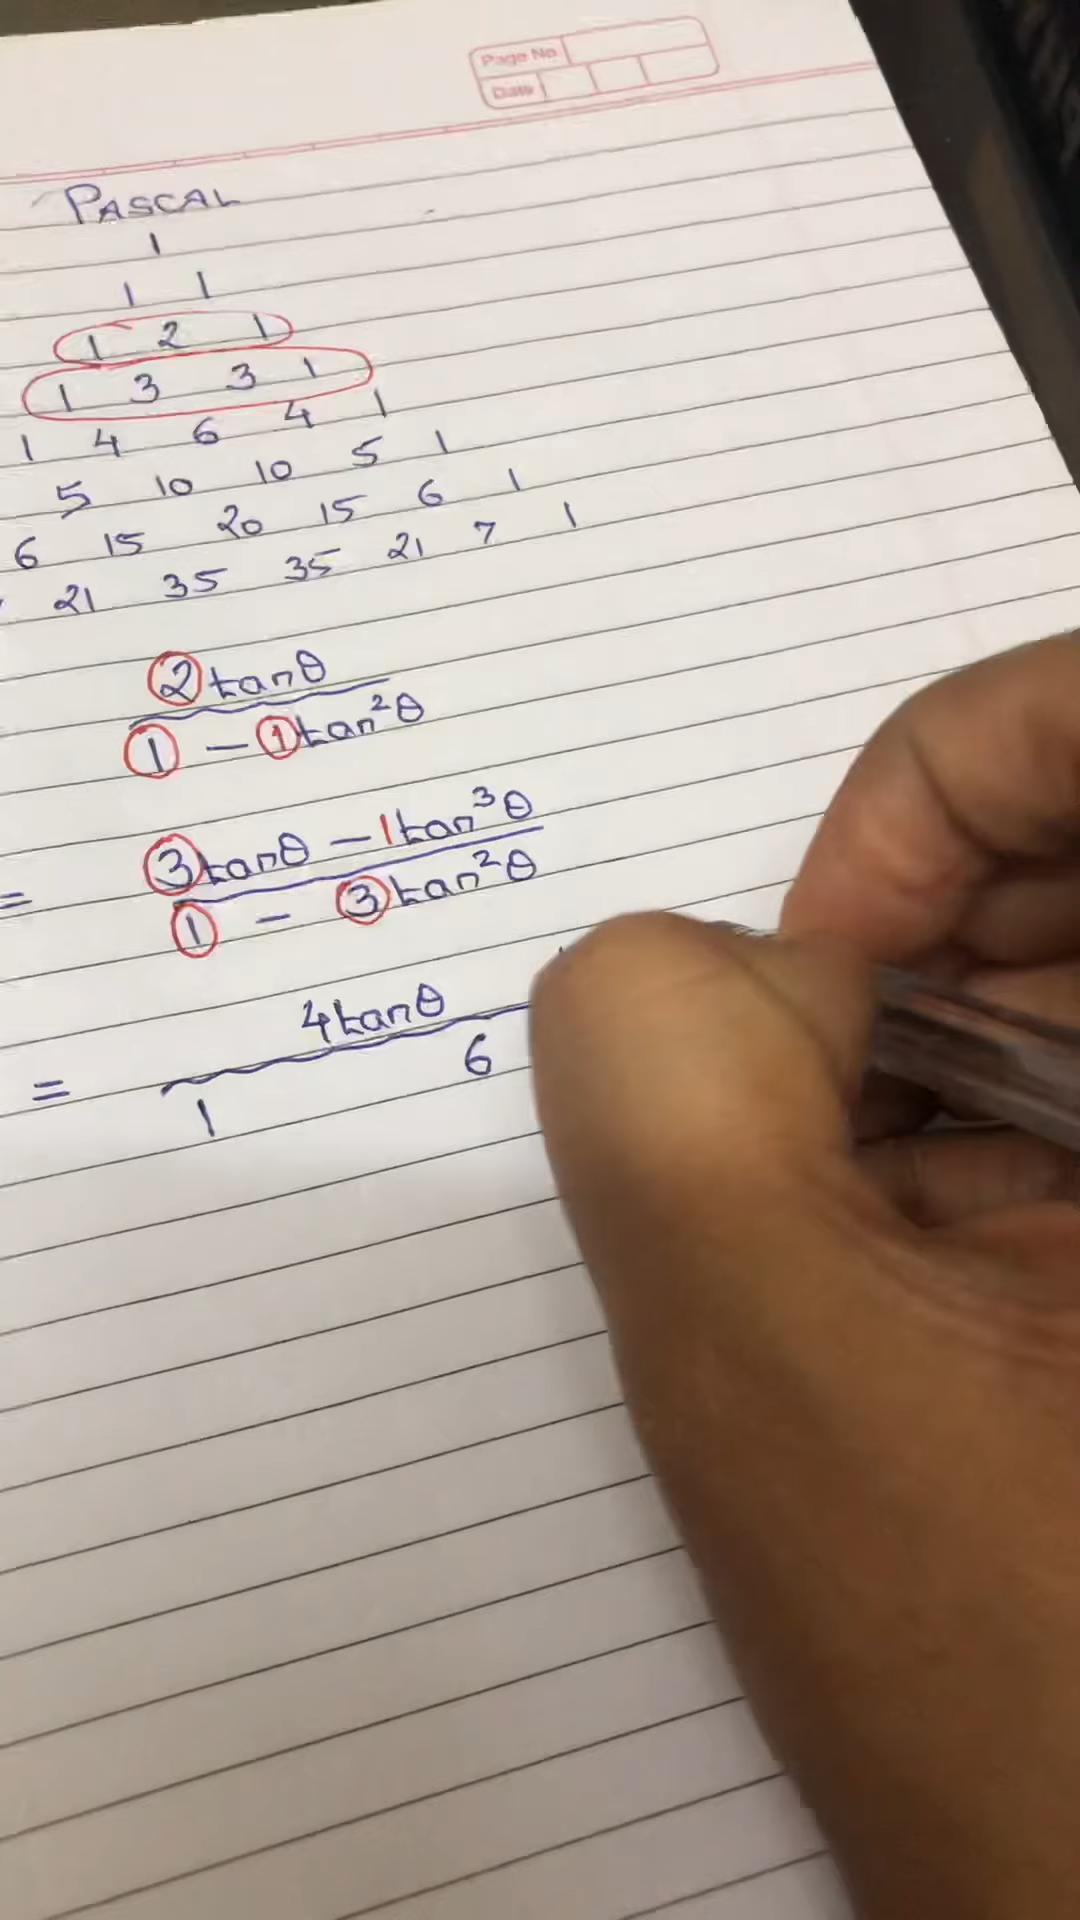 Page No
Date
PASCAL
1
1 1
1 2 1
1 3 3 1
1 4 6 4 1
5 10 10 5 1
6 15 20 15 6 1
21 35 35 21 7 1
2tanθ
1 - 1tan²θ
3tanθ - 1tan³θ
=
1 - 3tan²θ
4tanθ
=
1 6